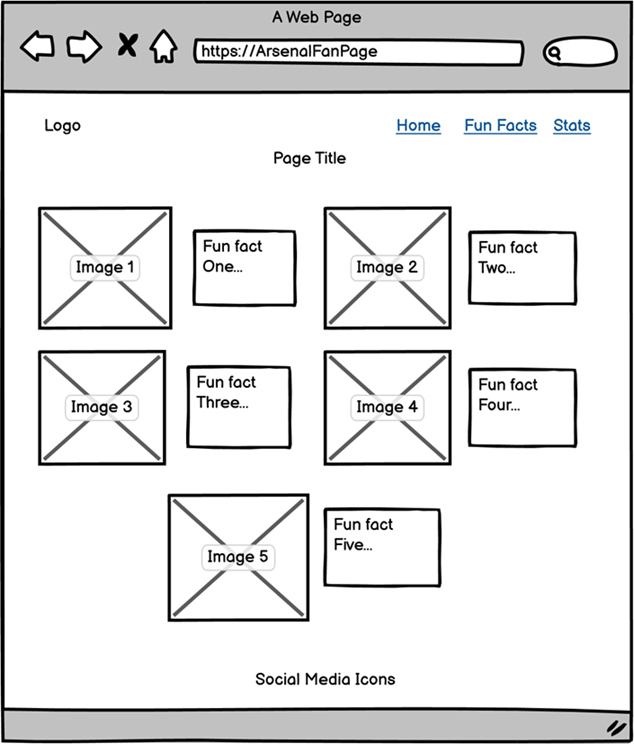 A Web Page
https://ArsenalFanPage
Logo
Home Fun Facts Stats
Page Title
Image 1
Fun fact
One...
Image 2
Fun fact
Two...
Image 3
Fun fact
Three...
Image 4
Fun fact
Four...
Image 5
Fun fact
Five...
Social Media Icons